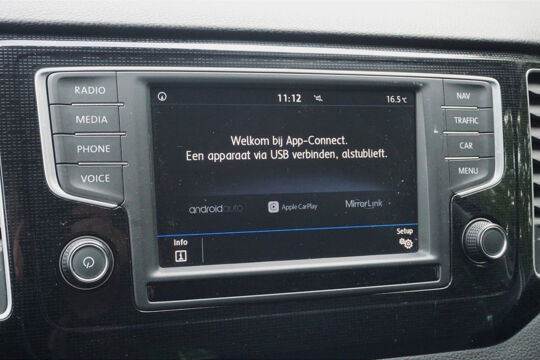 RADIO
MEDIA
PHONE
VOICE
11:12
16.5°C
Welkom bij App-Connect.
Een apparaat via USB verbinden, alstublieft.
androidauto
Apple CarPlay
MirrorLink
Info
Setup
NAV
TRAFFIC
CAR
MENU